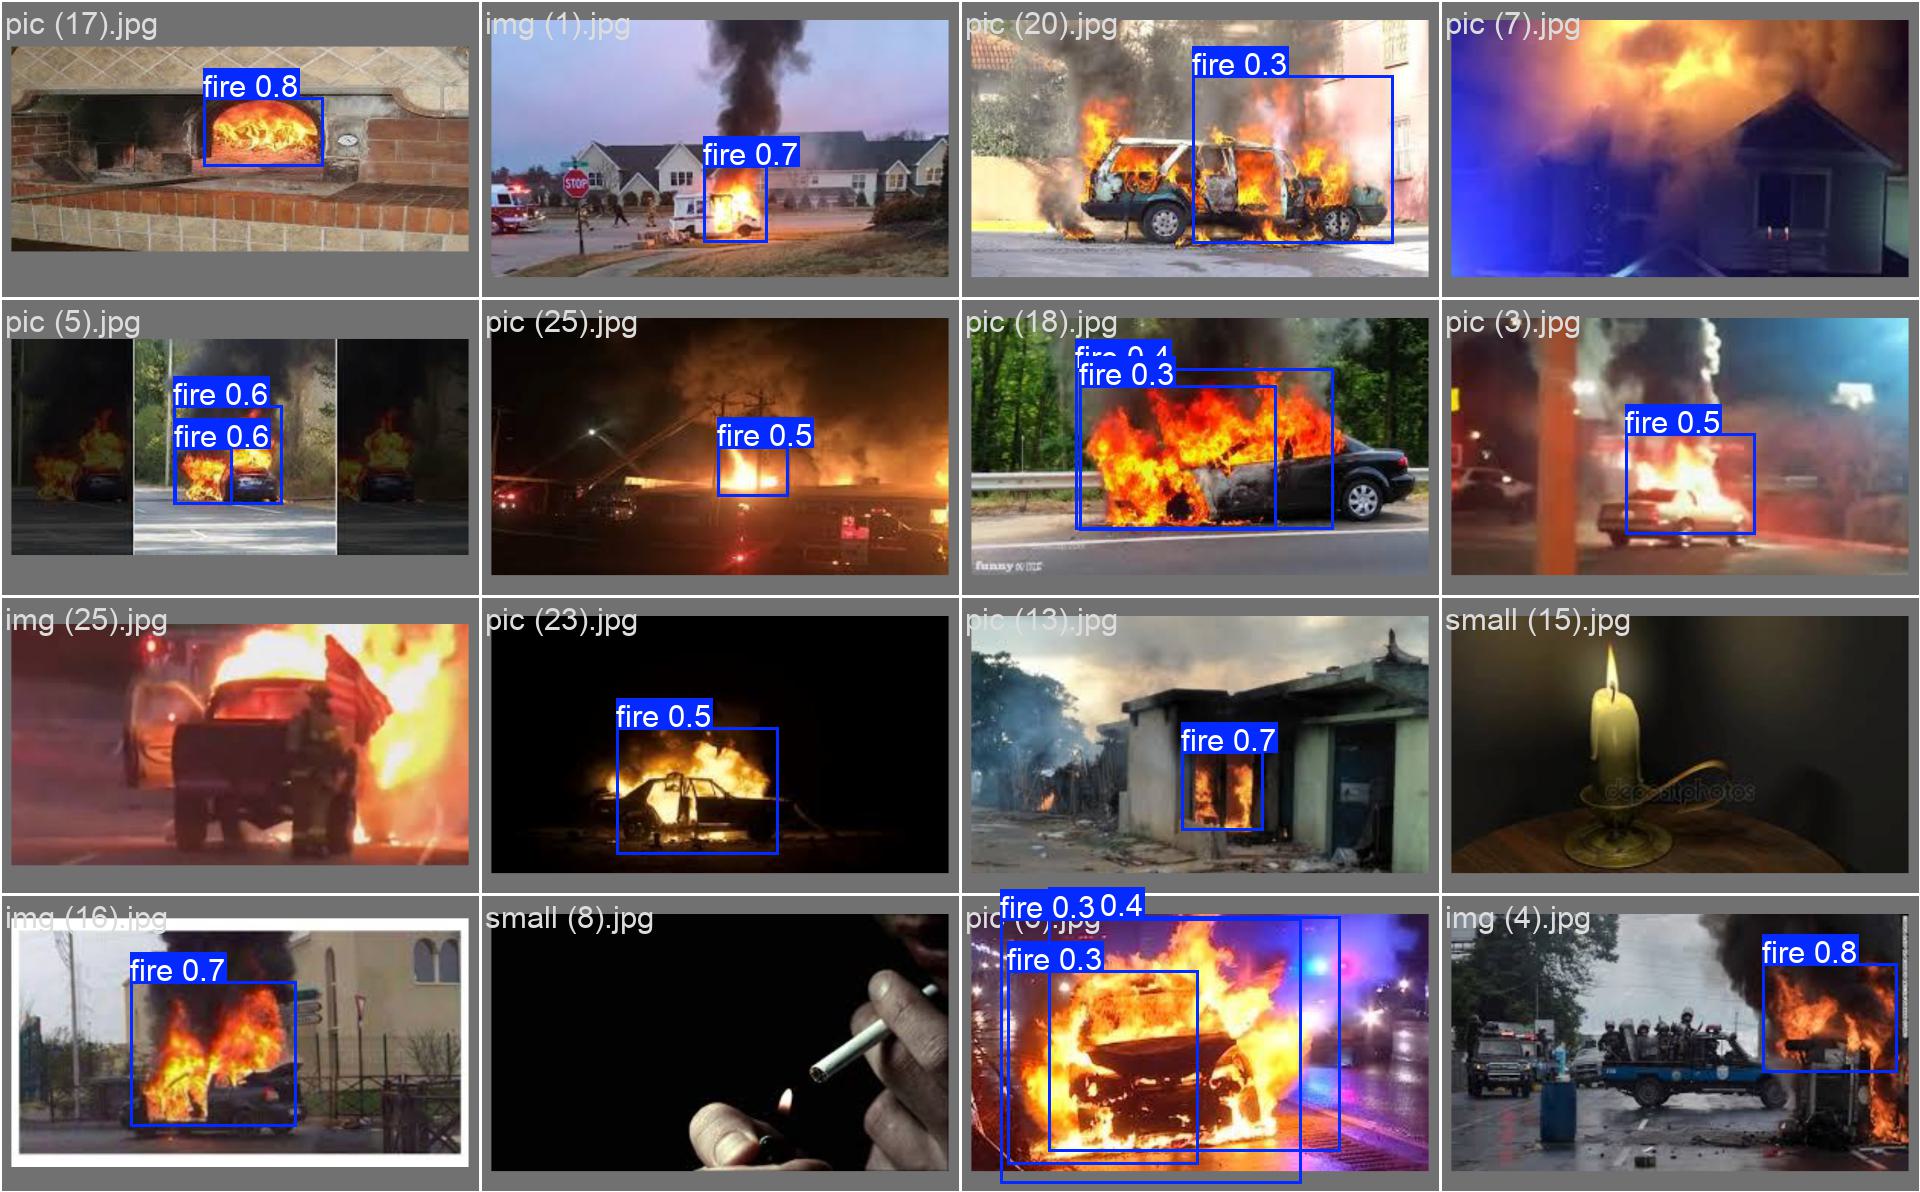 pic (17).jpg
fire 0.8
img (1).jpg
fire 0.7
STOP
pic (20).jpg
fire 0.3
pic (7).jpg
pic (5).jpg
fire 0.6
fire 0.6
pic (25).jpg
fire 0.5
pic (18).jpg
fire 0.4
fire 0.3
funny
pic (3).jpg
fire 0.5
img (25).jpg
pic (23).jpg
fire 0.5
pic (13).jpg
fire 0.7
small (15).jpg
depositphotos
img (16).jpg
fire 0.7
small (8).jpg
fire 0.3 0.4
fire 0.3
img (4).jpg
fire 0.8